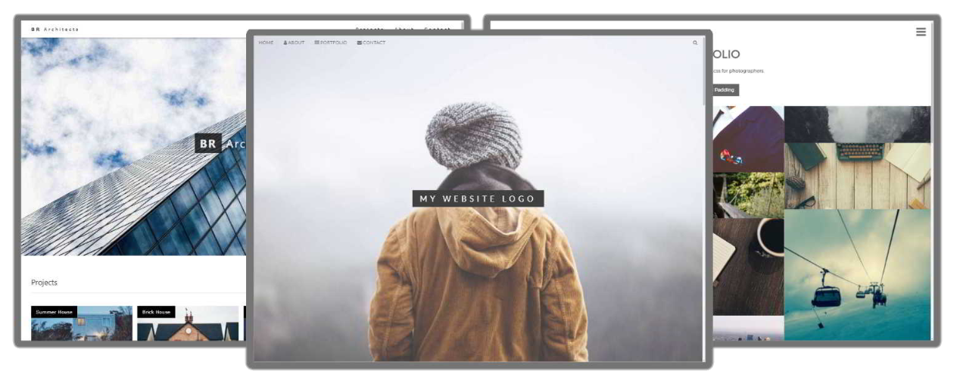 BR Architects
HOME ABOUT PORTFOLIO CONTACT
OLIO
ces for photographers
Padding
BR Arc
MY WEBSITE LOGO
Projects
Summer House
Brick House